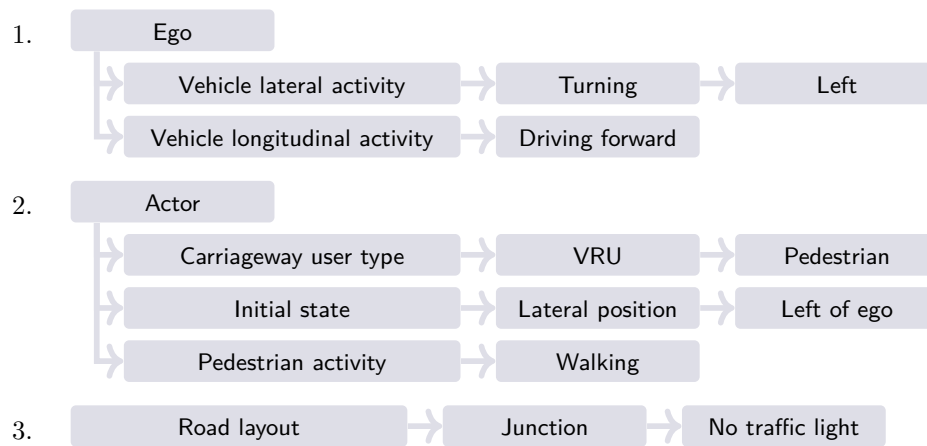 1. Ego
Vehicle lateral activity Turning Left
Vehicle longitudinal activity Driving forward
2. Actor
Carriageway user type VRU Pedestrian
Initial state Lateral position Left of ego
Pedestrian activity Walking
3. Road layout Junction No traffic light